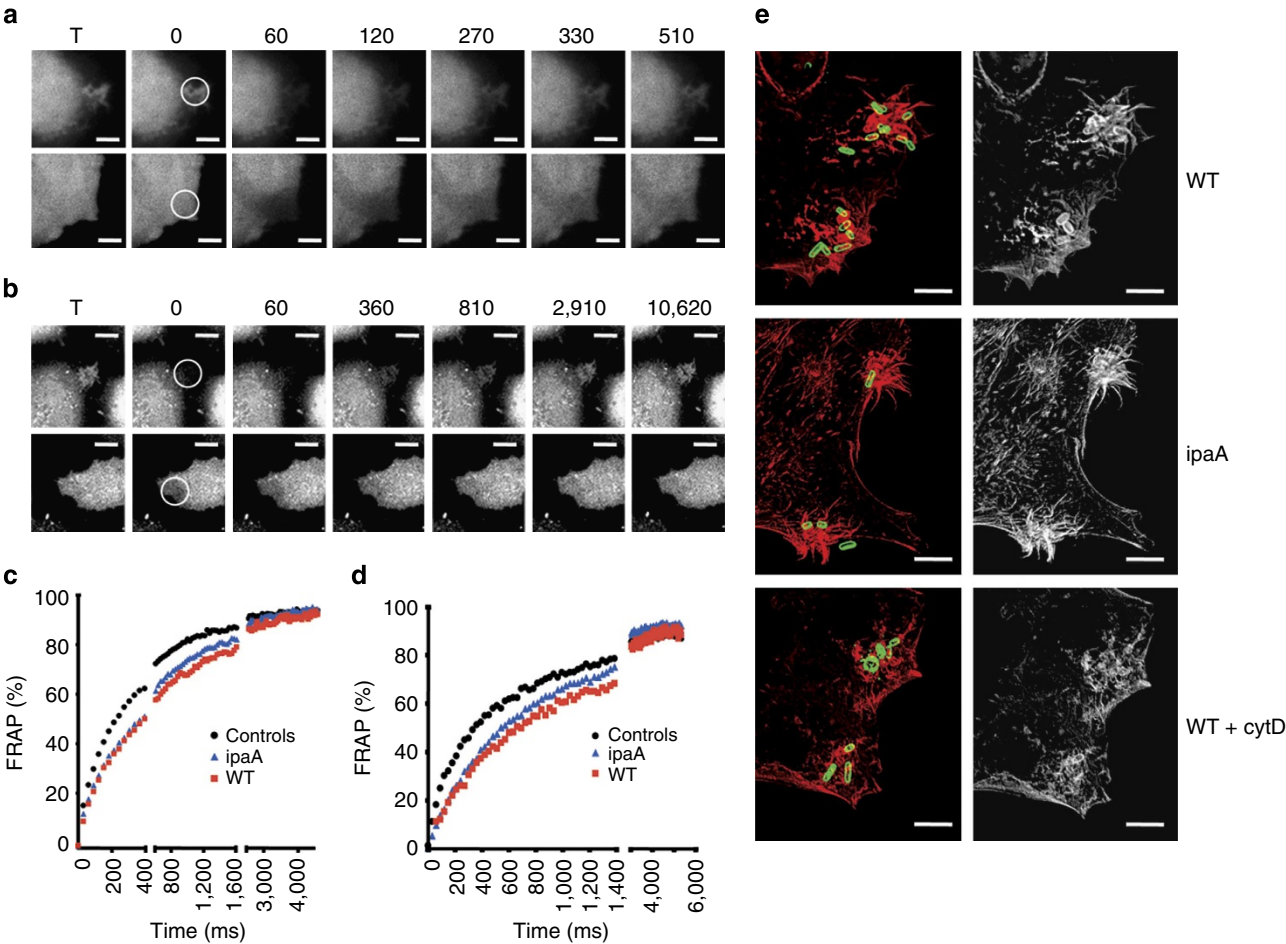 a
T 0 60 120 270 330 510
b
T 0 60 360 810 2,910 10,620
c
FRAP (%)
100
80
60
40
20
0
Controls
ipaA
WT
0 200 400 800 1,200 1,600 3,000 4,000
Time (ms)
d
FRAP (%)
100
80
60
40
20
0
Controls
ipaA
WT
0 200 400 800 1,000 1,200 1,400 4,000 6,000
Time (ms)
e
WT
ipaA
WT + cytD